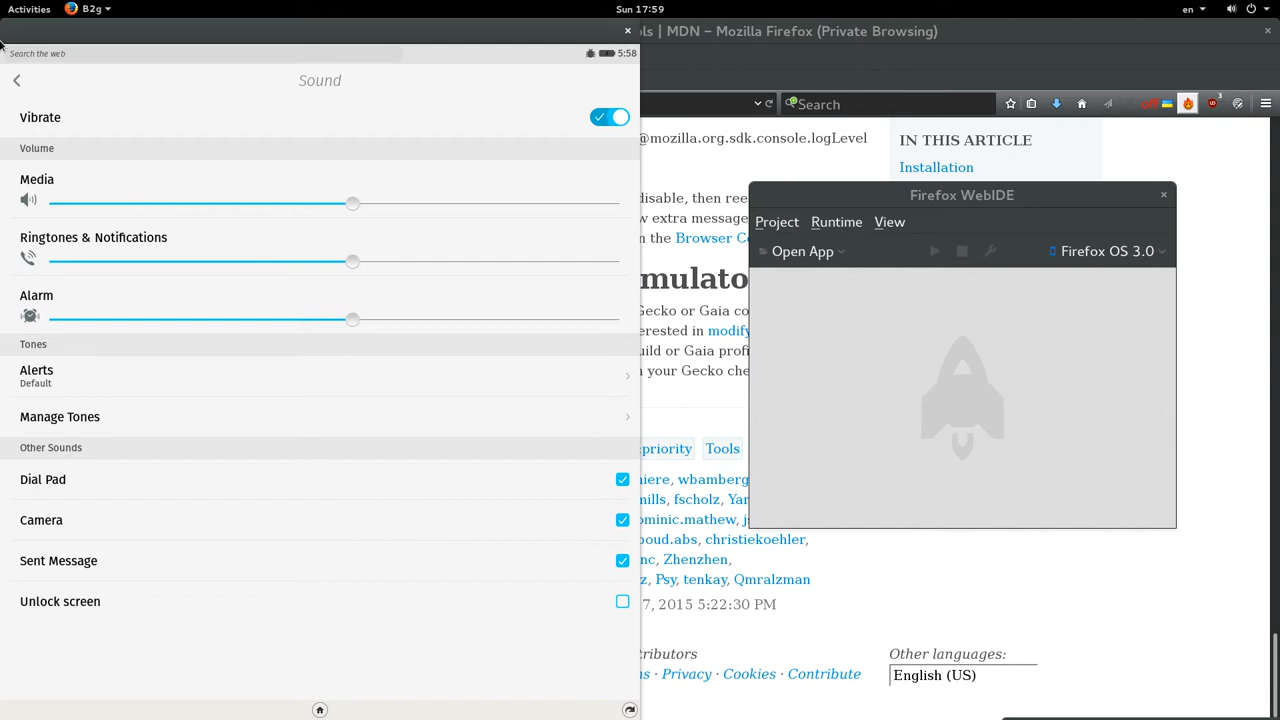 Activities B2g Sun 17:59 en
ols | MDN – Mozilla Firefox (Private Browsing)
Search the web 5:58
Sound
Vibrate
Volume
Media
Ringtones & Notifications
Alarm
Tones
Alerts
Default
Manage Tones
Other Sounds
Dial Pad
Camera
Sent Message
Unlock screen
Search off 3
@mozilla.org.sdk.console.logLevel
disable, then ree
w extra message
n the Browser Co
mulato
Gecko or Gaia co
erested in modify
uild or Gaia profi
n your Gecko che
priority Tools
niere, wbamberg
mills, fscholz, Yar
ominic.mathew, js
boud.abs, christiekoehler,
nc, Zhenzhen,
z, Psy, tenkay, Qmralzman
7, 2015 5:22:30 PM
tributors
ns · Privacy · Cookies · Contribute
IN THIS ARTICLE
Installation
Firefox WebIDE
Project Runtime View
Open App Firefox OS 3.0
Other languages:
English (US)